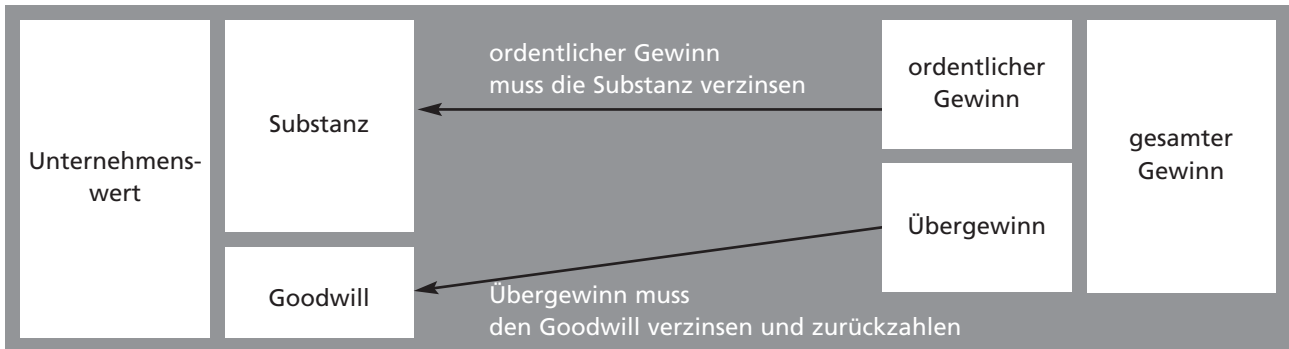 Unternehmens-
wert
Substanz
Goodwill
ordentlicher Gewinn
muss die Substanz verzinsen
Übergewinn muss
den Goodwill verzinsen und zurückzahlen
ordentlicher
Gewinn
Übergewinn
gesamter
Gewinn